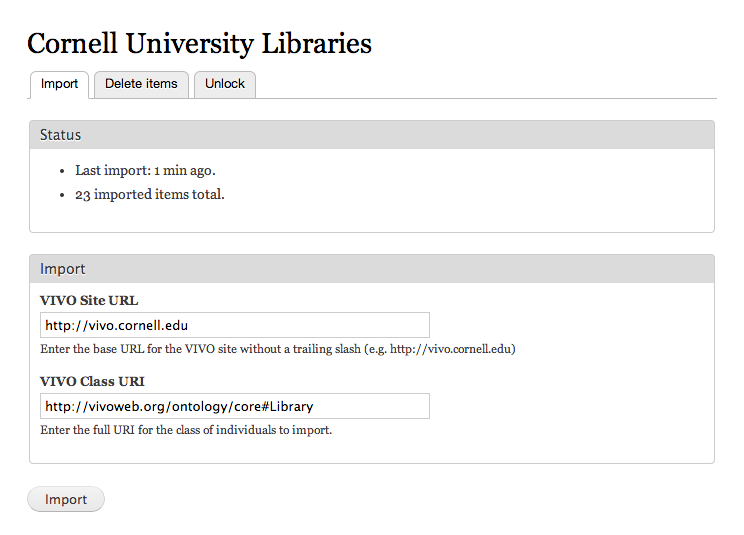 Cornell University Libraries
Import
Delete items
Unlock
Status
• Last import: 1 min ago.
• 23 imported items total.
Import
VIVO Site URL
http://vivo.cornell.edu
Enter the base URL for the VIVO site without a trailing slash (e.g. http://vivo.cornell.edu)
VIVO Class URI
http://vivoweb.org/ontology/core#Library
Enter the full URI for the class of individuals to import.
Import